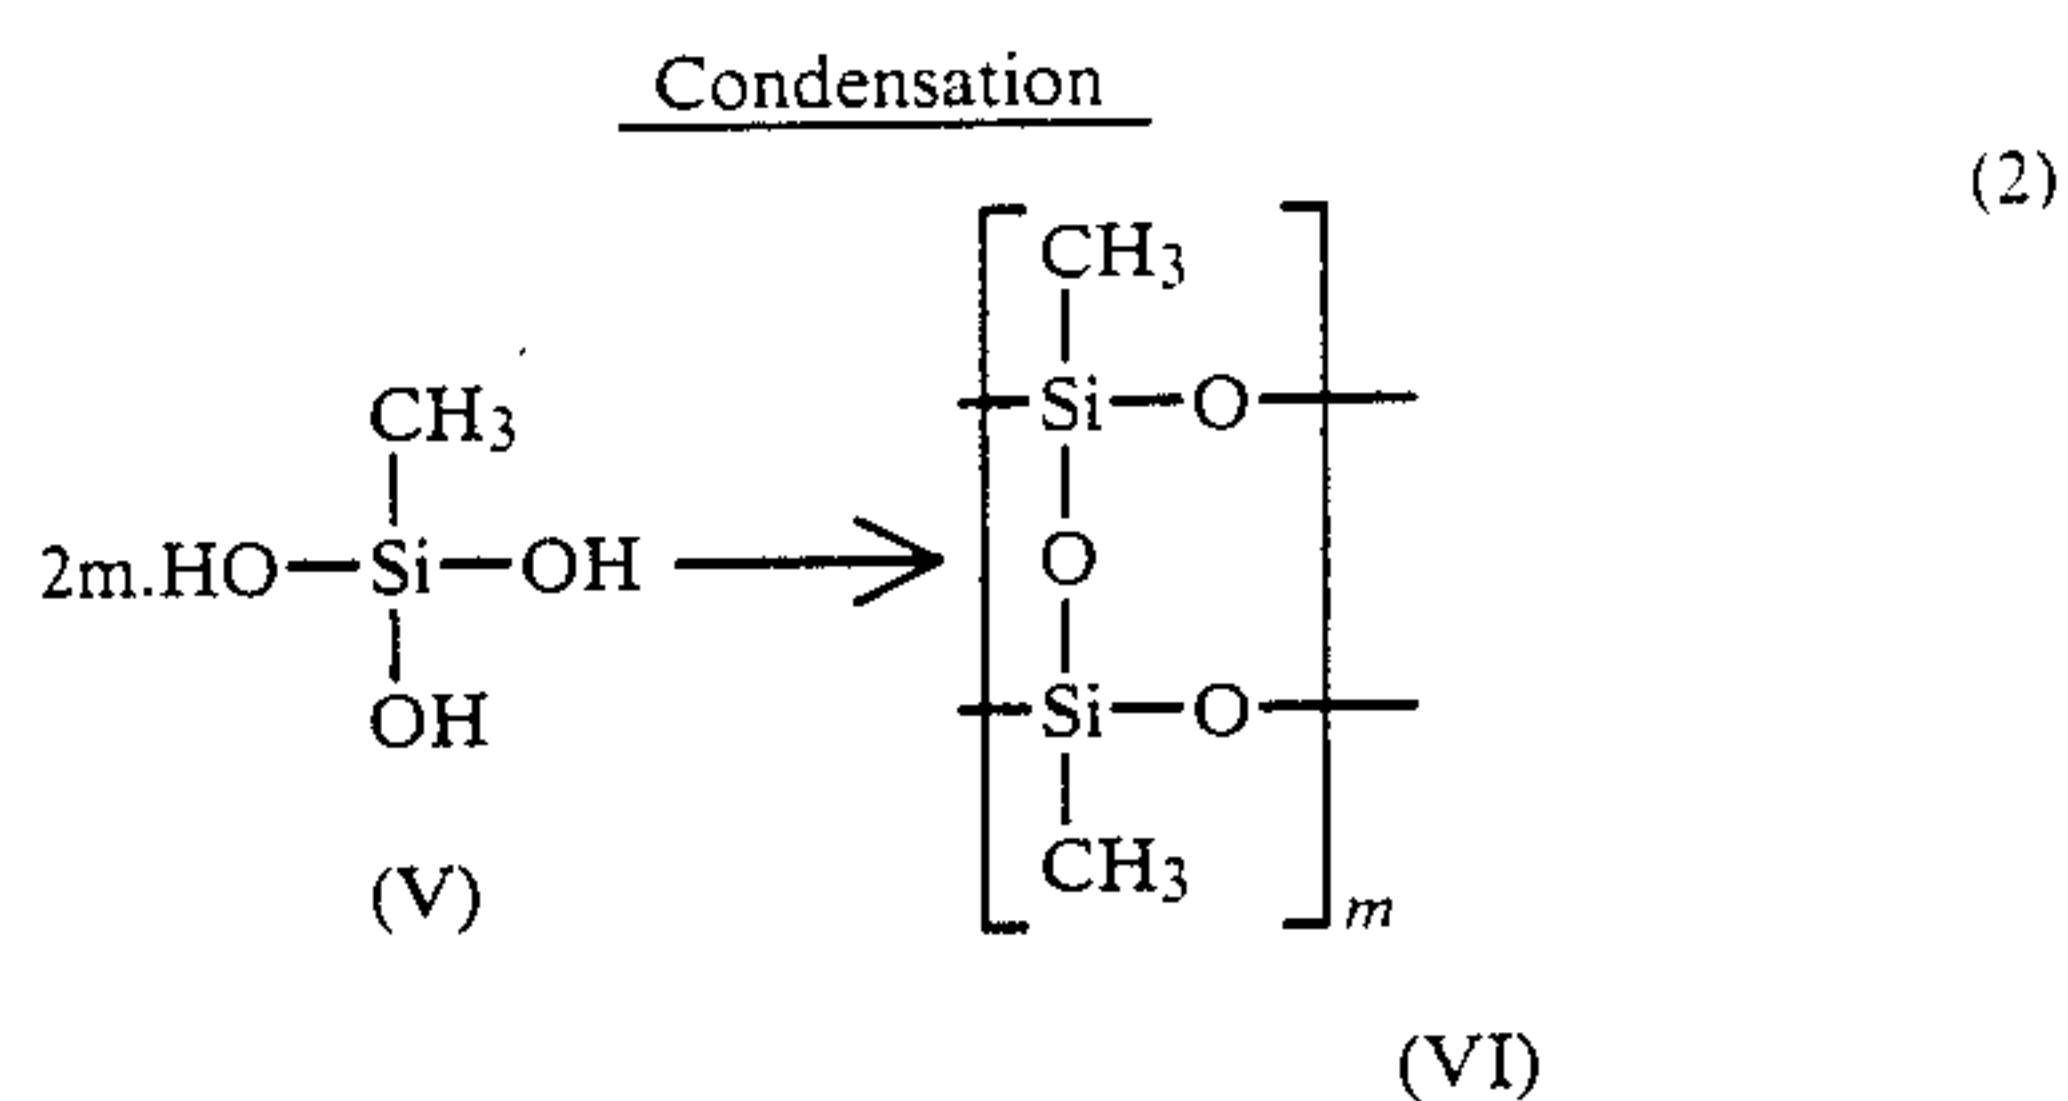 Condensation
(2)
CH3
Si—O
O
Si—O
CH3
m
CH3
2m.HO—Si—OH
OH
(V)
(VI)